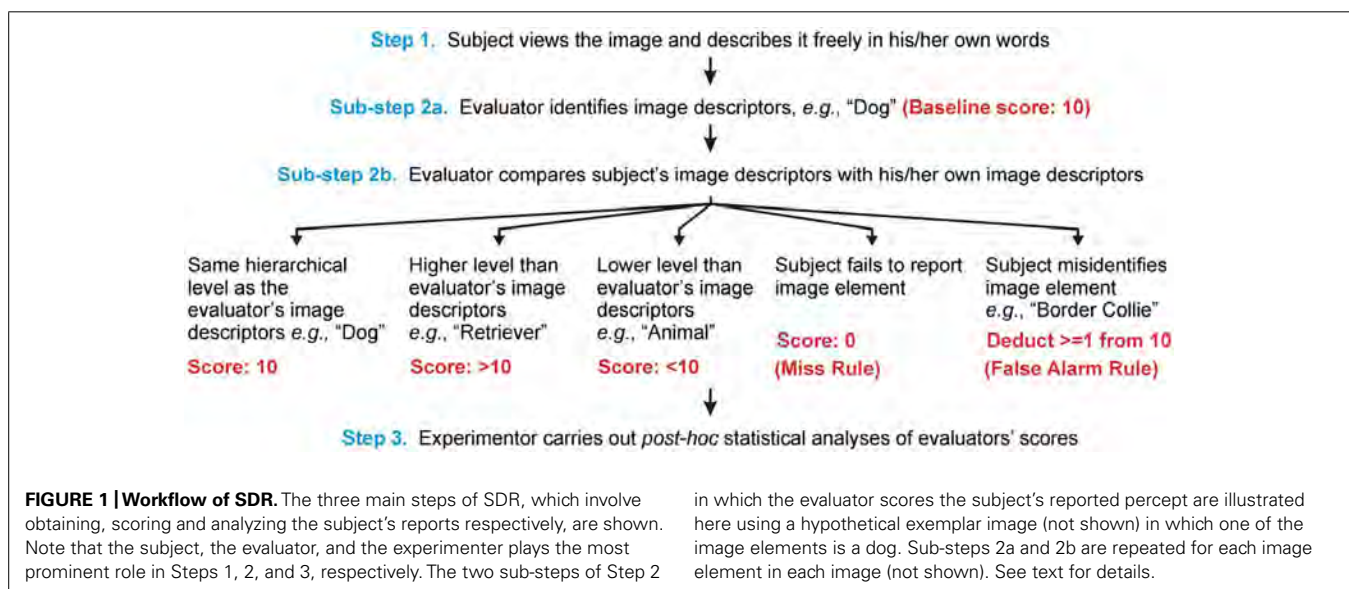 Step 1. Subject views the image and describes it freely in his/her own words
Sub-step 2a. Evaluator identifies image descriptors, e.g., “Dog” (Baseline score: 10)
Sub-step 2b. Evaluator compares subject's image descriptors with his/her own image descriptors
Same hierarchical
level as the
evaluator's image
descriptors e.g., “Dog”
Score: 10
Higher level than
evaluator's image
descriptors
e.g., “Retriever”
Score: >10
Lower level than
evaluator's image
descriptors
e.g., “Animal”
Score: <10
Subject fails to report
image element
Score: 0
(Miss Rule)
Subject misidentifies
image element
e.g., “Border Collie”
Deduct >=1 from 10
(False Alarm Rule)
Step 3. Experimentor carries out post-hoc statistical analyses of evaluators' scores
FIGURE 1 | Workflow of SDR. The three main steps of SDR, which involve
obtaining, scoring and analyzing the subject's reports respectively, are shown.
Note that the subject, the evaluator, and the experimenter plays the most
prominent role in Steps 1, 2, and 3, respectively. The two sub-steps of Step 2
in which the evaluator scores the subject's reported percept are illustrated
here using a hypothetical exemplar image (not shown) in which one of the
image elements is a dog. Sub-steps 2a and 2b are repeated for each image
element in each image (not shown). See text for details.